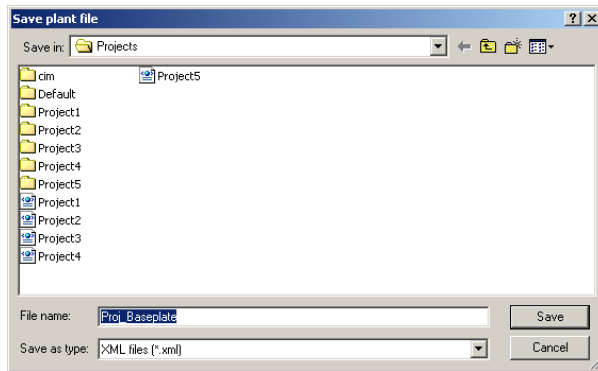 Save plant file
Save in: Projects
cim
Default
Project1
Project2
Project3
Project4
Project5
Project1
Project2
Project3
Project4
Project5
File name: Proj_Baseplate Save
Save as type: XML files (*.xml) Cancel